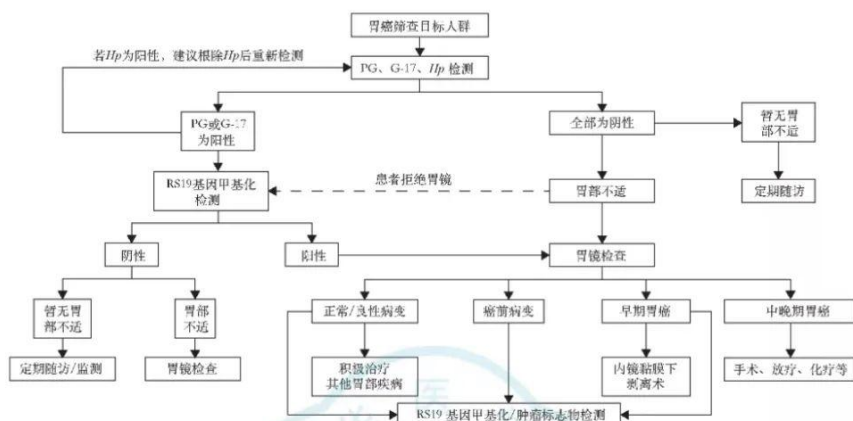 胃癌筛查目标人群
若Hp为阳性，建议根除Hp后重新检测
PG、G-17、Hp 检测
PG或G-17
为阳性
全部为阴性
暂无胃
部不适
RS19基因甲基化
检测
患者拒绝胃镜
胃部不适
定期随访
阴性
阳性
胃镜检查
暂无胃
部不适
胃部
不适
正常/良性病变
癌前病变
早期胃癌
中晚期胃癌
定期随访/监测
胃镜检查
积极治疗
其他胃部疾病
内镜黏膜下
剥离术
手术、放疗、化疗等
RS19 基因甲基化/肿瘤标志物检测